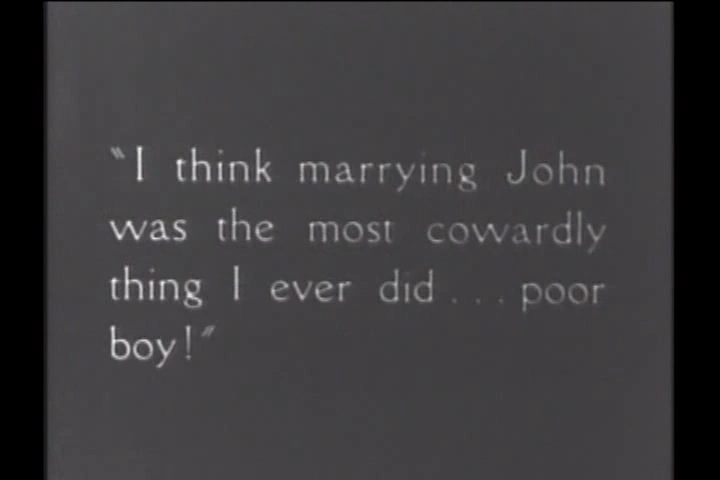 "I think marrying John
was the most cowardly
thing I ever did . . . poor
boy!"